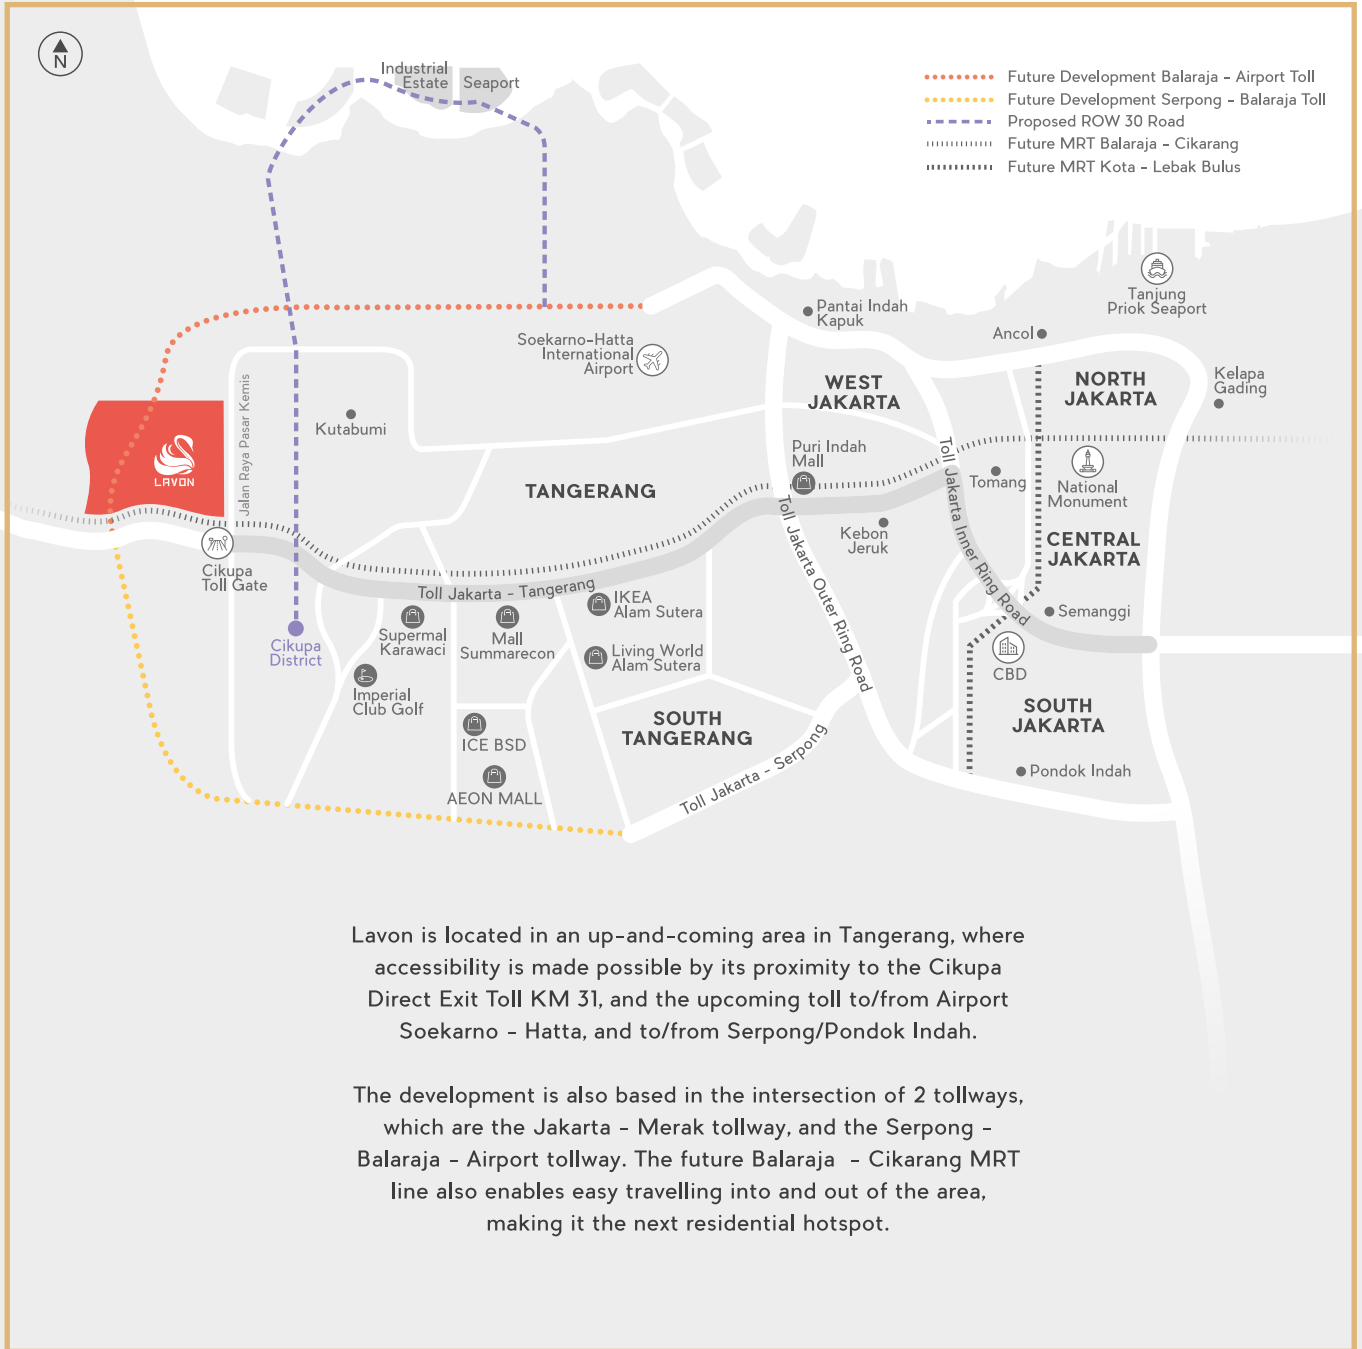 N
Industrial
Estate
Seaport
Future Development Balaraja - Airport Toll
Future Development Serpong - Balaraja Toll
Proposed ROW 30 Road
Future MRT Balaraja - Cikarang
Future MRT Kota - Lebak Bulus
Tanjung
Priok Seaport
Pantai Indah
Kapuk
Ancol
Soekarno-Hatta
International
Airport
WEST
JAKARTA
NORTH
JAKARTA
Kelapa
Gading
Jalan Raya Pasar Kemis
Kutabumi
LAVON
Puri Indah
Mall
Toll Jakarta Inner Ring Road
Tomang
National
Monument
TANGERANG
Toll Jakarta Outer Ring Road
Kebon
Jeruk
CENTRAL
JAKARTA
Cikupa
Toll Gate
Toll Jakarta - Tangerang
IKEA
Alam Sutera
Semanggi
Supermal
Karawaci
Mall
Summarecon
Cikupa
District
Living World
Alam Sutera
CBD
Imperial
Club Golf
SOUTH
TANGERANG
SOUTH
JAKARTA
ICE BSD
Toll Jakarta - Serpong
Pondok Indah
AEON MALL
Lavon is located in an up-and-coming area in Tangerang, where
accessibility is made possible by its proximity to the Cikupa
Direct Exit Toll KM 31, and the upcoming toll to/from Airport
Soekarno - Hatta, and to/from Serpong/Pondok Indah.
The development is also based in the intersection of 2 tollways,
which are the Jakarta - Merak tollway, and the Serpong -
Balaraja - Airport tollway. The future Balaraja - Cikarang MRT
line also enables easy travelling into and out of the area,
making it the next residential hotspot.